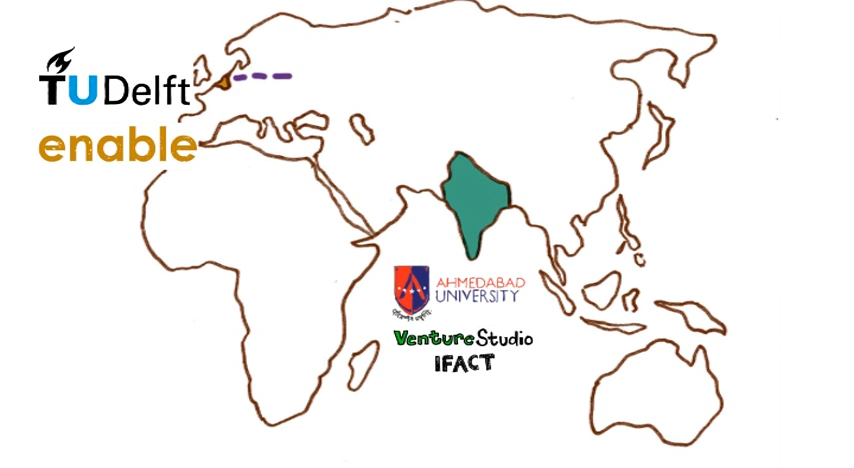 TUDelft
enable
AHMEDABAD
UNIVERSITY
VentureStudio
IFACT